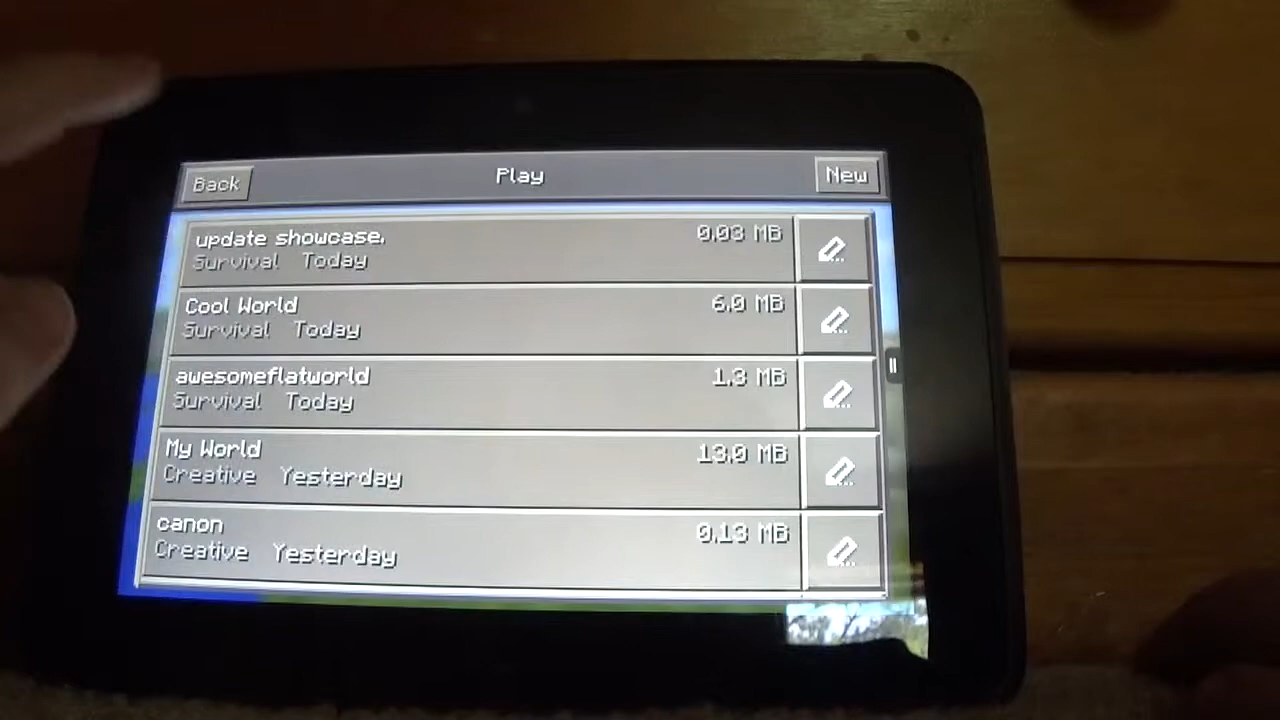 Back Play New
update showcase. 0.03 MB
Survival Today
Cool World 6.0 MB
Survival Today
awesomeflatworld 1.3 MB
Survival Today
My World 13.0 MB
Creative Yesterday
canon 0.13 MB
Creative Yesterday